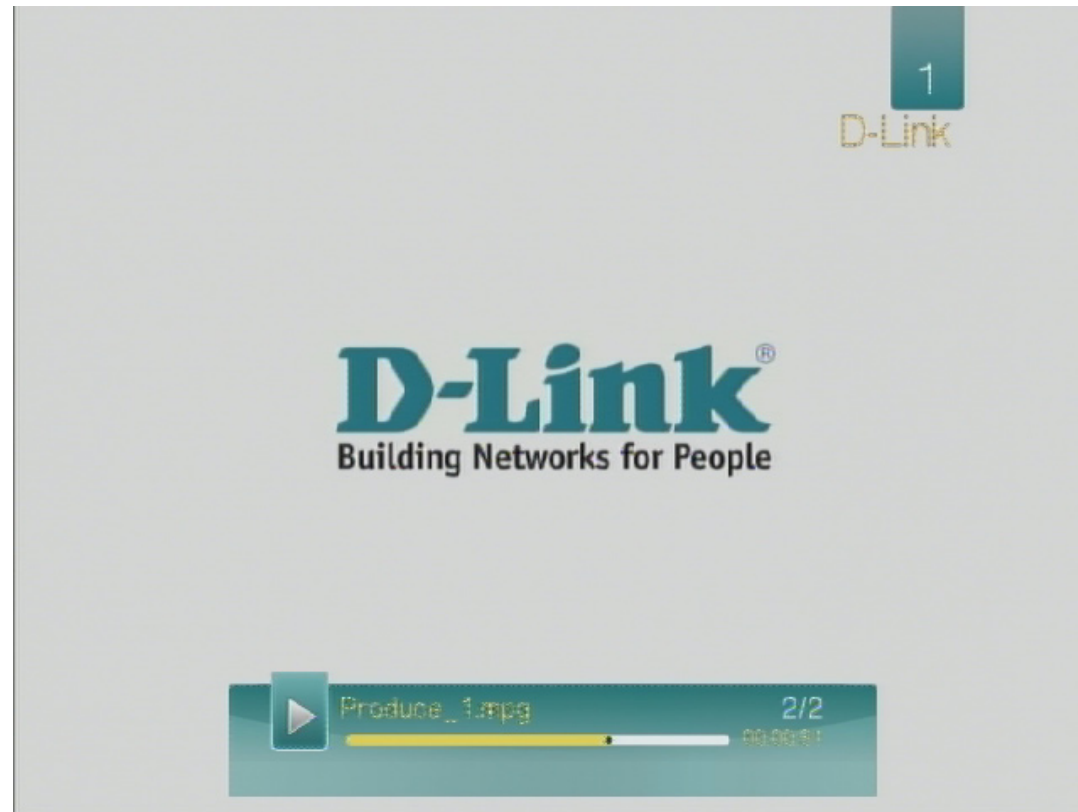 1
D-Link
D-Link®
Building Networks for People
Produce_1.mpg
2/2